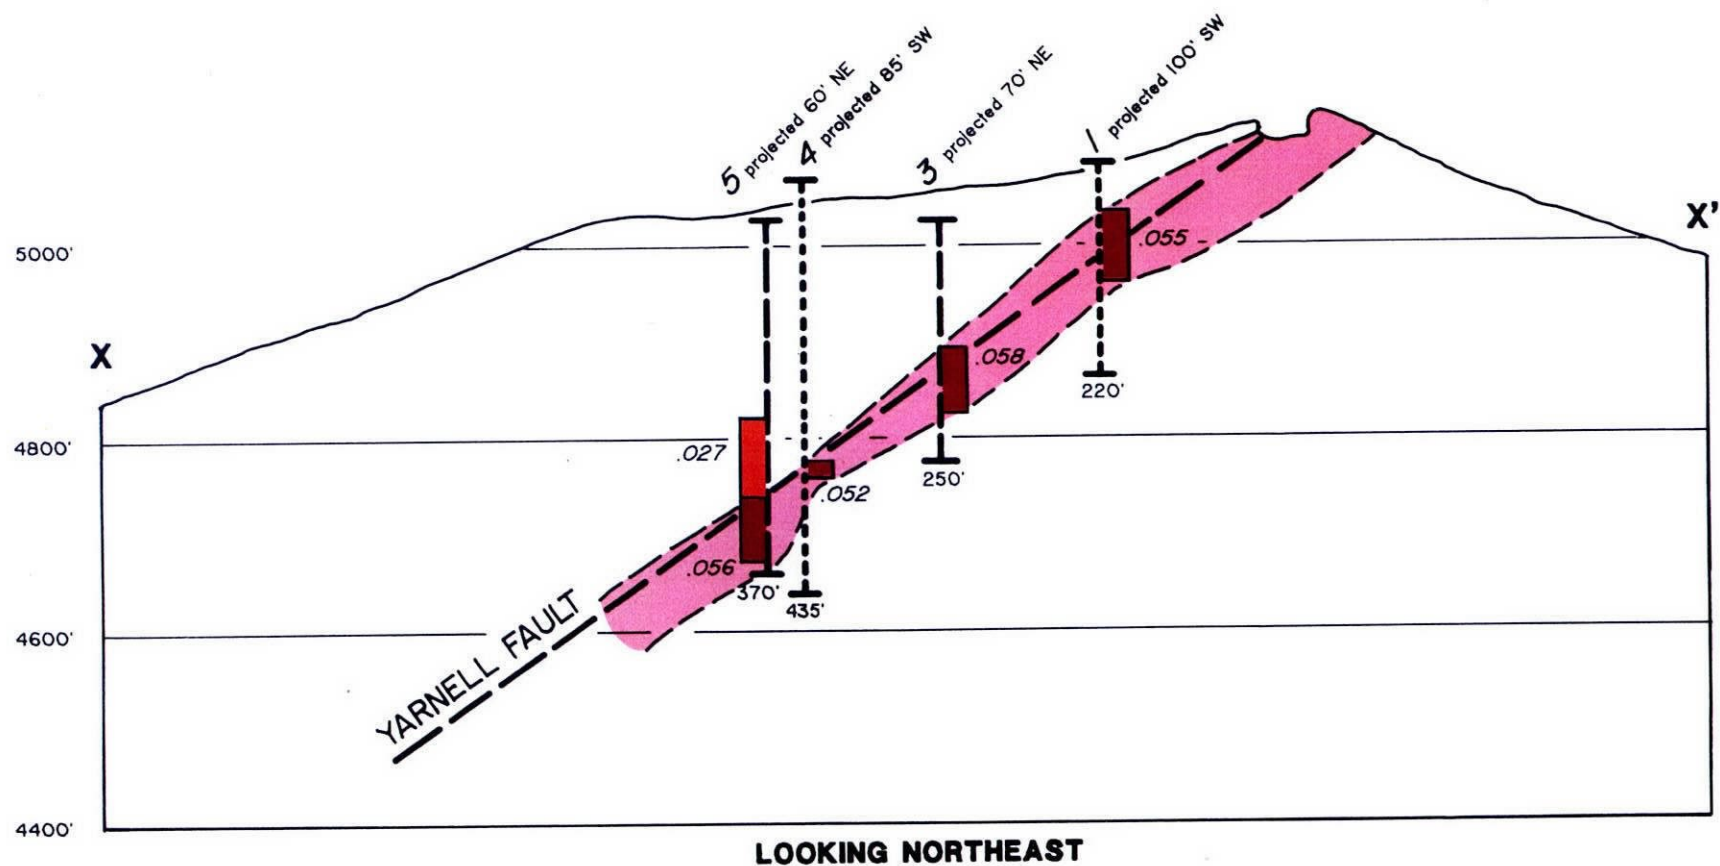 5 projected 60' NE
4 projected 85' SW
3 projected 70' NE
1 projected 100' SW
X
X'
5000'
4800'
4600'
4400'
.055
.058
.027
.052
.056
220'
250'
370'
435'
YARNELL FAULT
LOOKING NORTHEAST